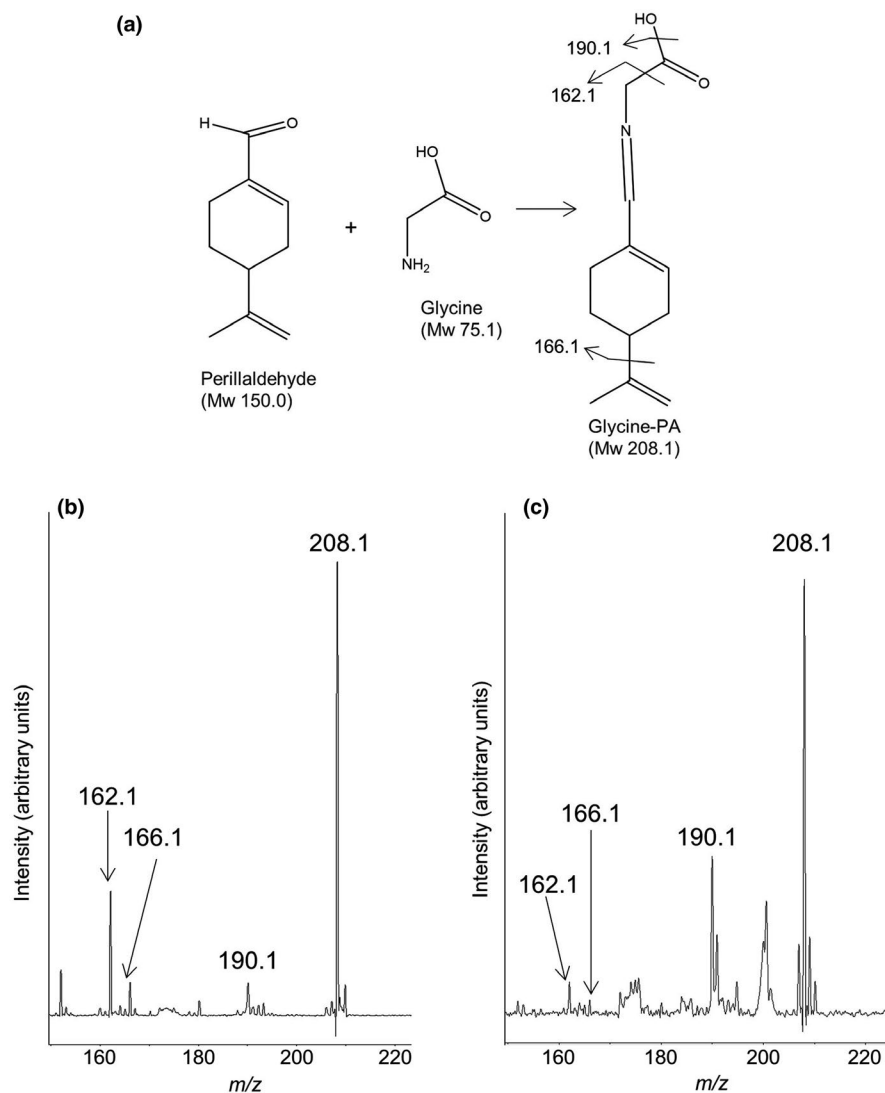 (a)
H
O
Perillaldehyde
(Mw 150.0)
+
HO
O
NH2
Glycine
(Mw 75.1)
HO
190.1
O
162.1
N
166.1
Glycine-PA
(Mw 208.1)
(b)
208.1
162.1
166.1
190.1
Intensity (arbitrary units)
160
180
200
220
m/z
(c)
208.1
166.1
190.1
162.1
Intensity (arbitrary units)
160
180
200
220
m/z